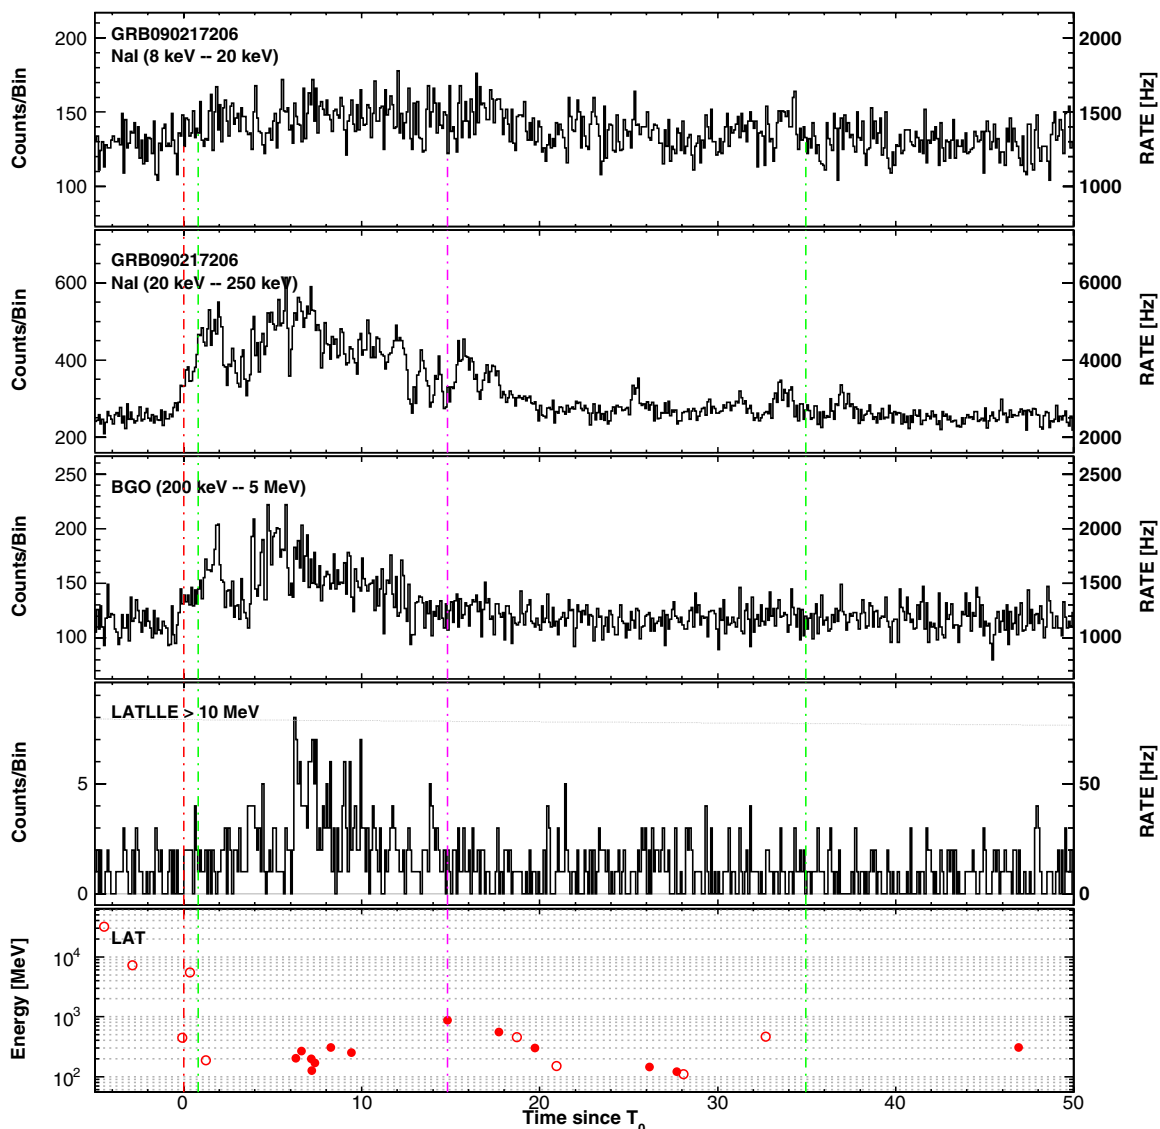 GRB090217206
NaI (8 keV -- 20 keV)
Counts/Bin
RATE [Hz]
200
150
100
2000
1500
1000
GRB090217206
NaI (20 keV -- 250 keV)
Counts/Bin
RATE [Hz]
600
400
200
6000
4000
2000
BGO (200 keV -- 5 MeV)
Counts/Bin
RATE [Hz]
250
200
150
100
2500
2000
1500
1000
LATLLE > 10 MeV
Counts/Bin
RATE [Hz]
5
0
50
0
LAT
Energy [MeV]
10⁴
10³
10²
0 10 20 30 40 50
Time since T₀